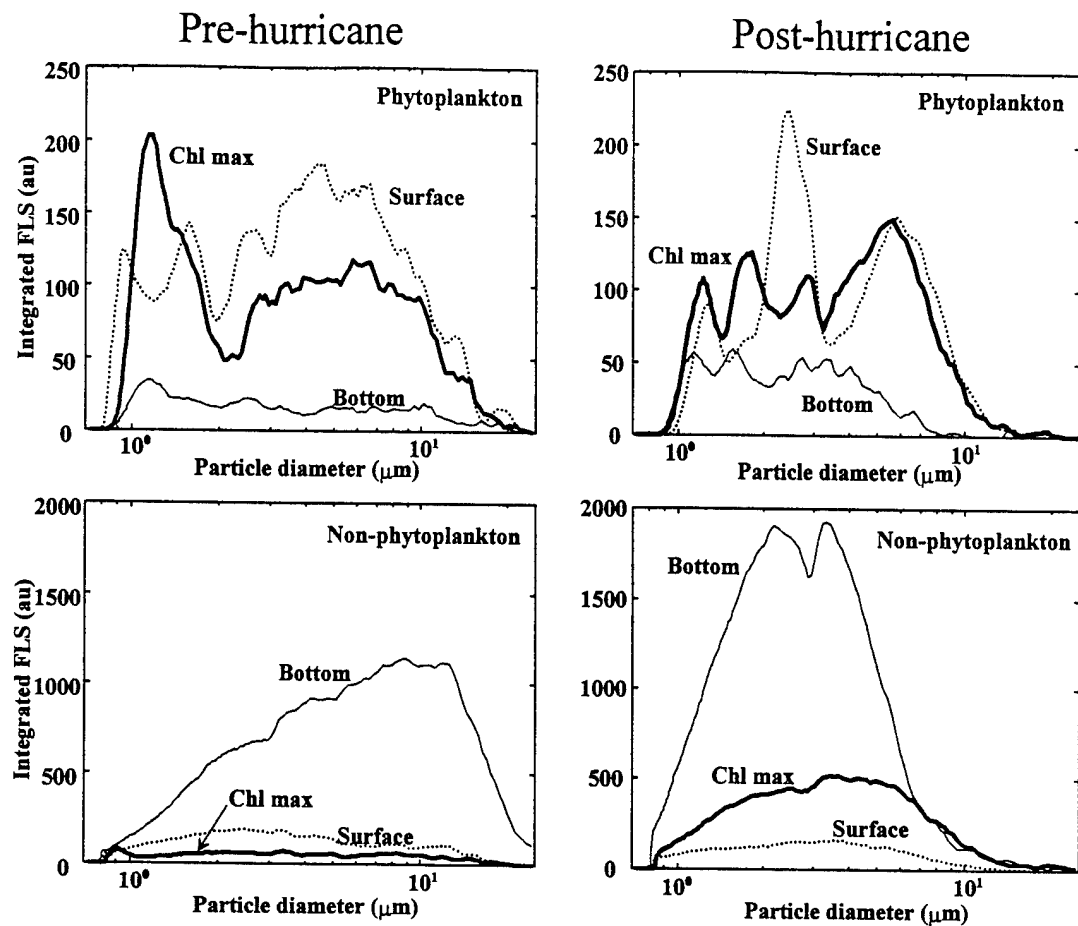 Pre-hurricane
Post-hurricane
250
200
150
100
50
0
Integrated FLS (au)
Phytoplankton
Chl max
Surface
Bottom
10⁰
10¹
Particle diameter (μm)
250
200
150
100
50
0
Phytoplankton
Surface
Chl max
Bottom
10⁰
10¹
Particle diameter (μm)
2000
1500
1000
500
0
Integrated FLS (au)
Non-phytoplankton
Bottom
Chl max
Surface
10⁰
10¹
Particle diameter (μm)
2000
1500
1000
500
0
Non-phytoplankton
Bottom
Chl max
Surface
10⁰
10¹
Particle diameter (μm)